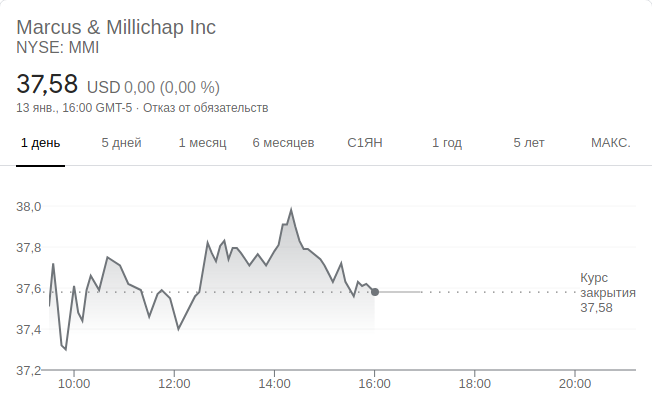 Marcus & Millichap Inc
NYSE: MMI
37,58 USD 0,00 (0,00 %)
13 янв., 16:00 GMT-5 · Отказ от обязательств
1 день 5 дней 1 месяц 6 месяцев С1ЯН 1 год 5 лет МАКС.
38,0
37,8
37,6
37,4
37,2
Курс
закрытия
37,58
10:00 12:00 14:00 16:00 18:00 20:00